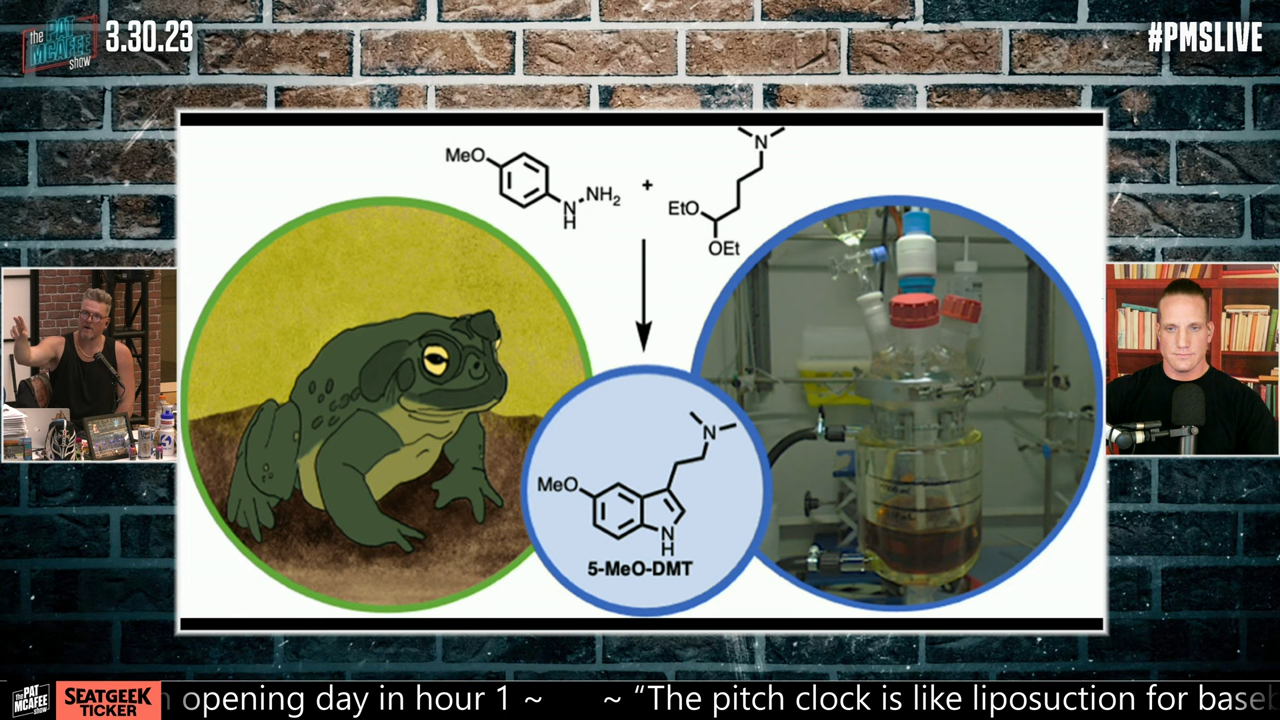 the PAT MCAFEE show
3.30.23
#PMSLIVE
MeO
N
H
NH2
+
N
EtO
OEt
N
MeO
N
H
5-MeO-DMT
the PAT MCAFEE show
SEATGEEK
TICKER
opening day in hour 1 ~ ~ “The pitch clock is like liposuction for baseb